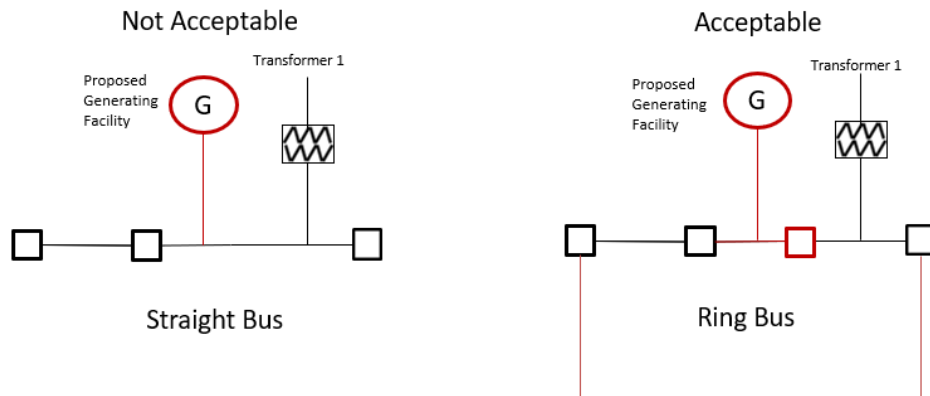 Not Acceptable
Transformer 1
Proposed
Generating
Facility
G
Straight Bus
Acceptable
Transformer 1
Proposed
Generating
Facility
G
Ring Bus